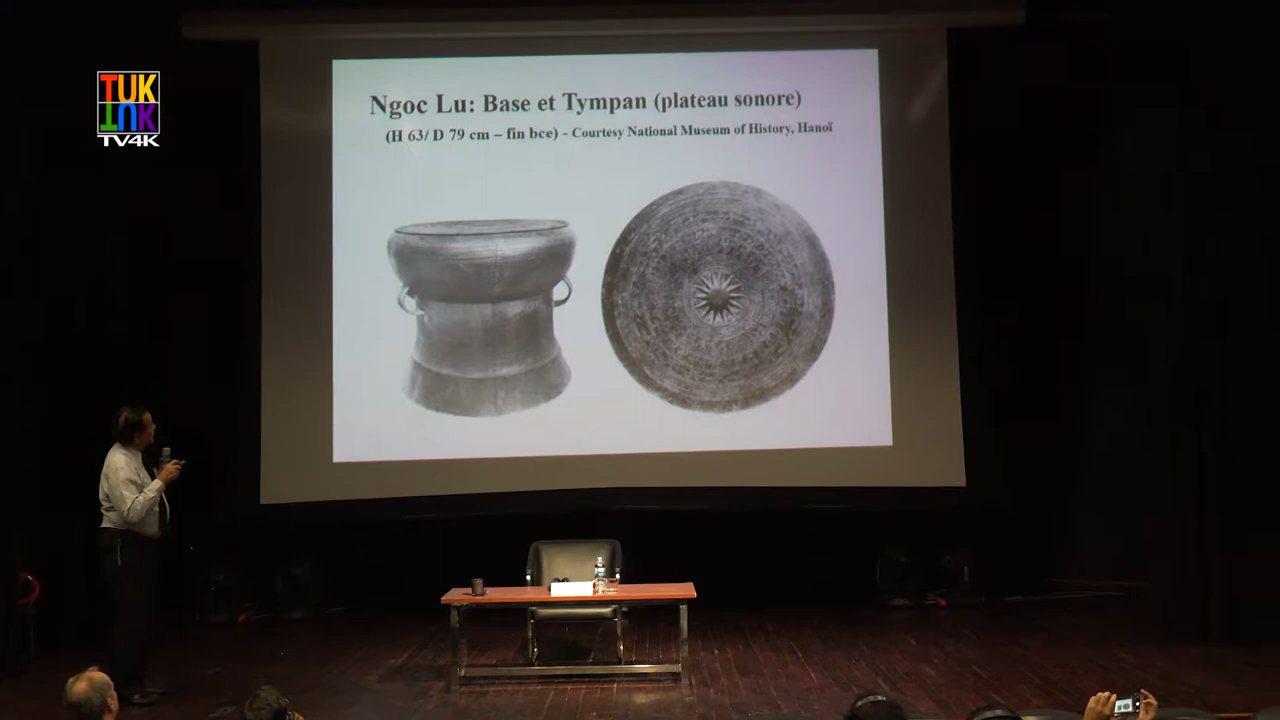 TUK
TUK
TV4K
Ngoc Lu: Base et Tympan (plateau sonore)
(H 63/ D 79 cm – fin bce) - Courtesy National Museum of History, Hanoï